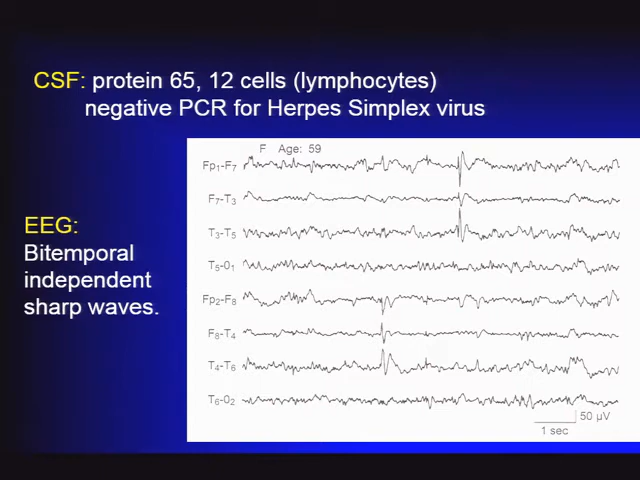 CSF: protein 65, 12 cells (lymphocytes)
negative PCR for Herpes Simplex virus
EEG:
Bitemporal
independent
sharp waves.
F Age: 59
Fp₁-F₇
F₇-T₃
T₃-T₅
T₅-O₁
Fp₂-F₈
F₈-T₄
T₄-T₆
T₆-O₂
50 µV
1 sec